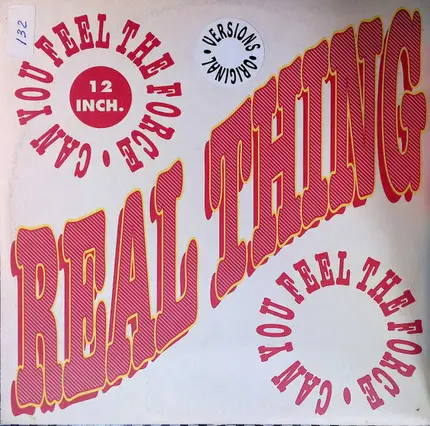 132
CAN YOU FEEL THE FORCE •
12
INCH.
VERSIONS • ORIGINAL •
REAL THING
CAN YOU FEEL THE FORCE •